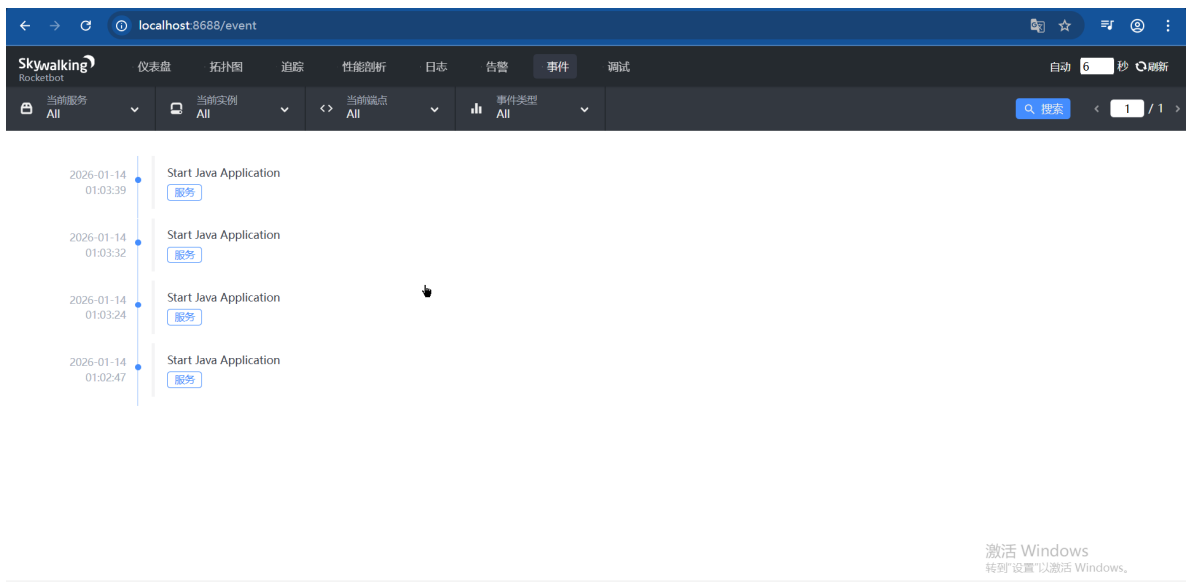 localhost:8688/event
Skywalking
Rocketbot
仪表盘 拓扑图 追踪 性能剖析 日志 告警 事件 调试
自动 6 秒 刷新
当前服务 当前实例 当前端点 事件类型
All All All All
搜索 < 1 / 1 >
2026-01-14 Start Java Application
01:03:39 服务
2026-01-14 Start Java Application
01:03:32 服务
2026-01-14 Start Java Application
01:03:24 服务
2026-01-14 Start Java Application
01:02:47 服务
激活 Windows
转到"设置"以激活 Windows。